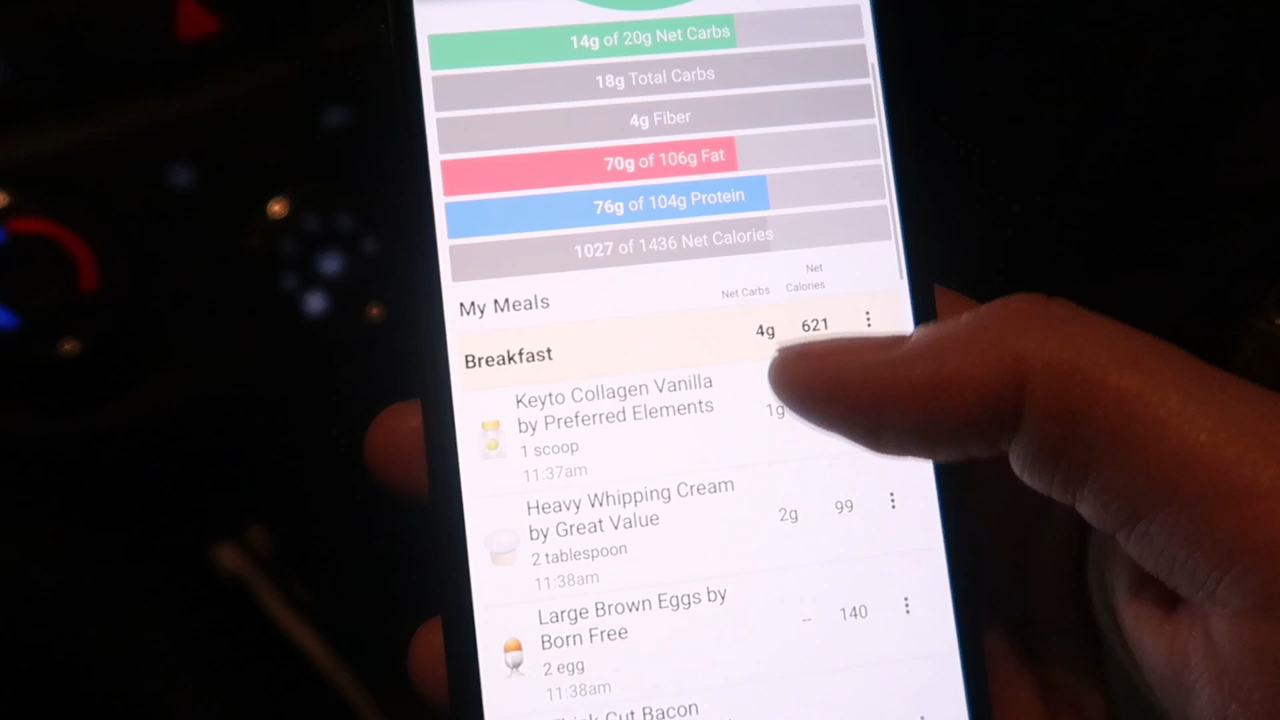 14g of 20g Net Carbs
18g Total Carbs
4g Fiber
70g of 106g Fat
76g of 104g Protein
1027 of 1436 Net Calories
My Meals
Net Carbs
Net
Calories
Breakfast
4g
621
Keyto Collagen Vanilla
by Preferred Elements
1g
1 scoop
11:37am
Heavy Whipping Cream
by Great Value
2g
99
2 tablespoon
11:38am
Large Brown Eggs by
Born Free
--
140
2 egg
11:38am
Cut Bacon